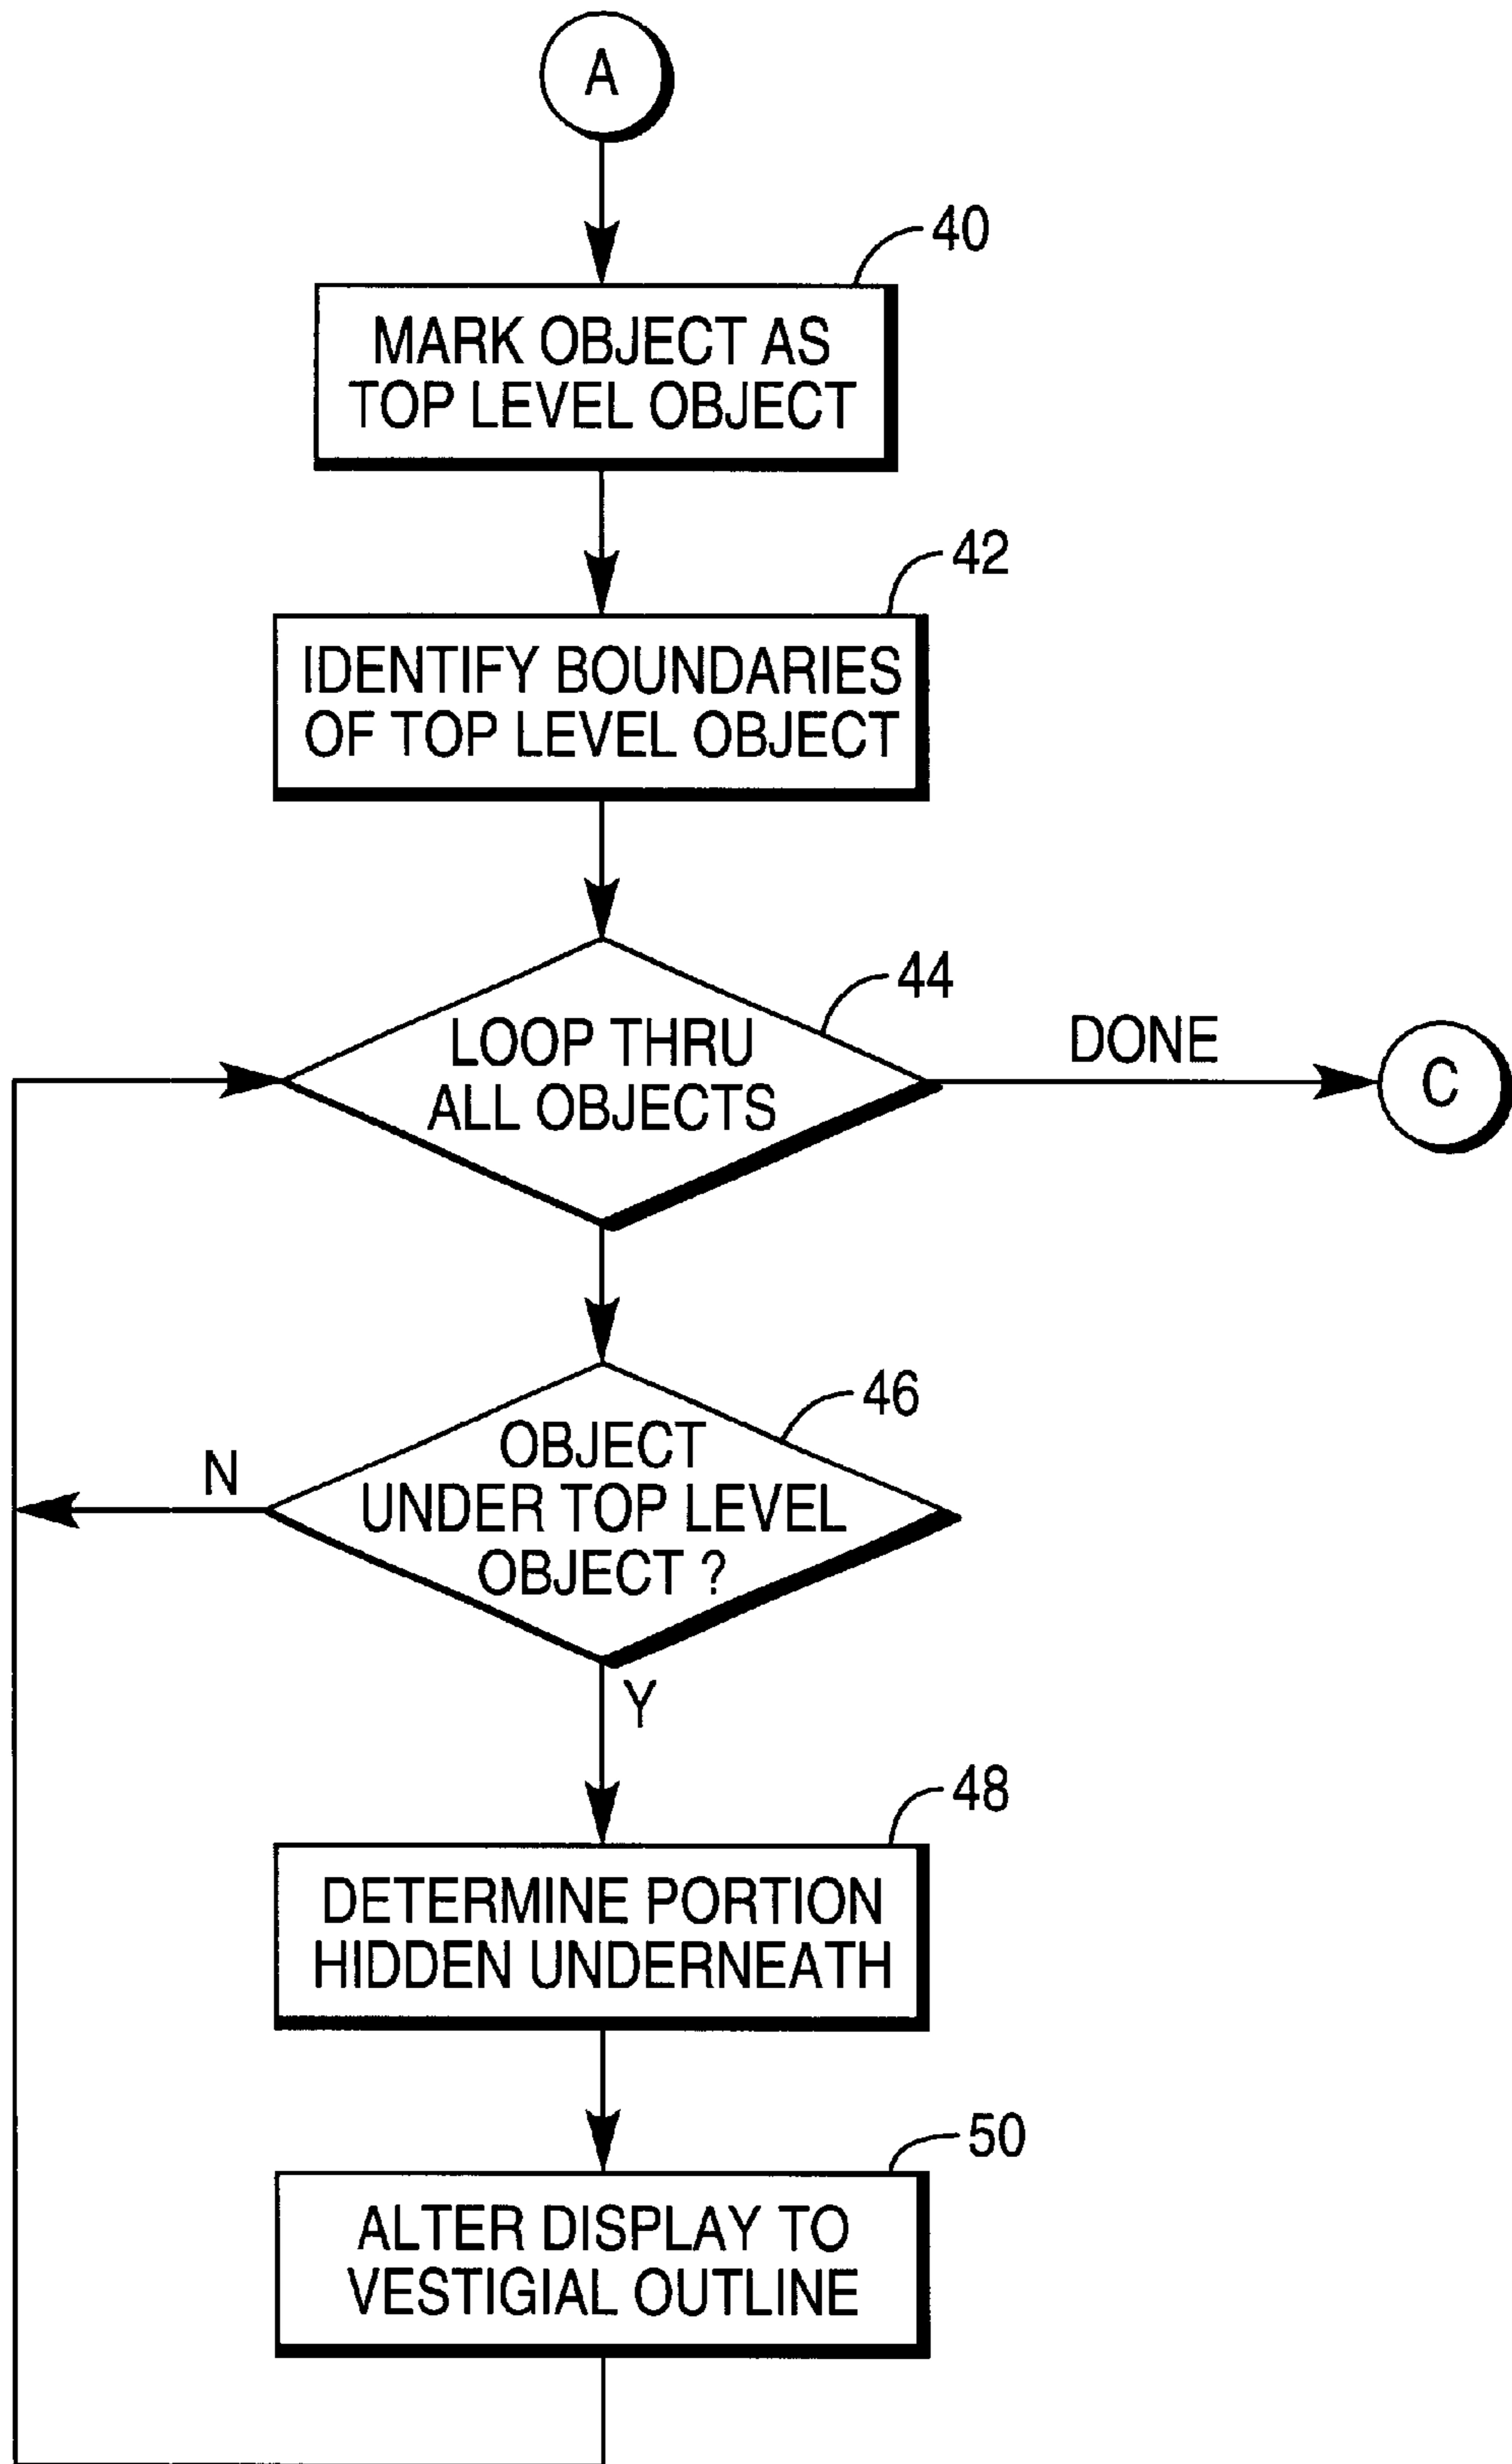 A
40
MARK OBJECT AS
TOP LEVEL OBJECT
42
IDENTIFY BOUNDARIES
OF TOP LEVEL OBJECT
44
LOOP THRU
ALL OBJECTS
DONE
C
46
OBJECT
UNDER TOP LEVEL
OBJECT ?
N
Y
48
DETERMINE PORTION
HIDDEN UNDERNEATH
50
ALTER DISPLAY TO
VESTIGIAL OUTLINE